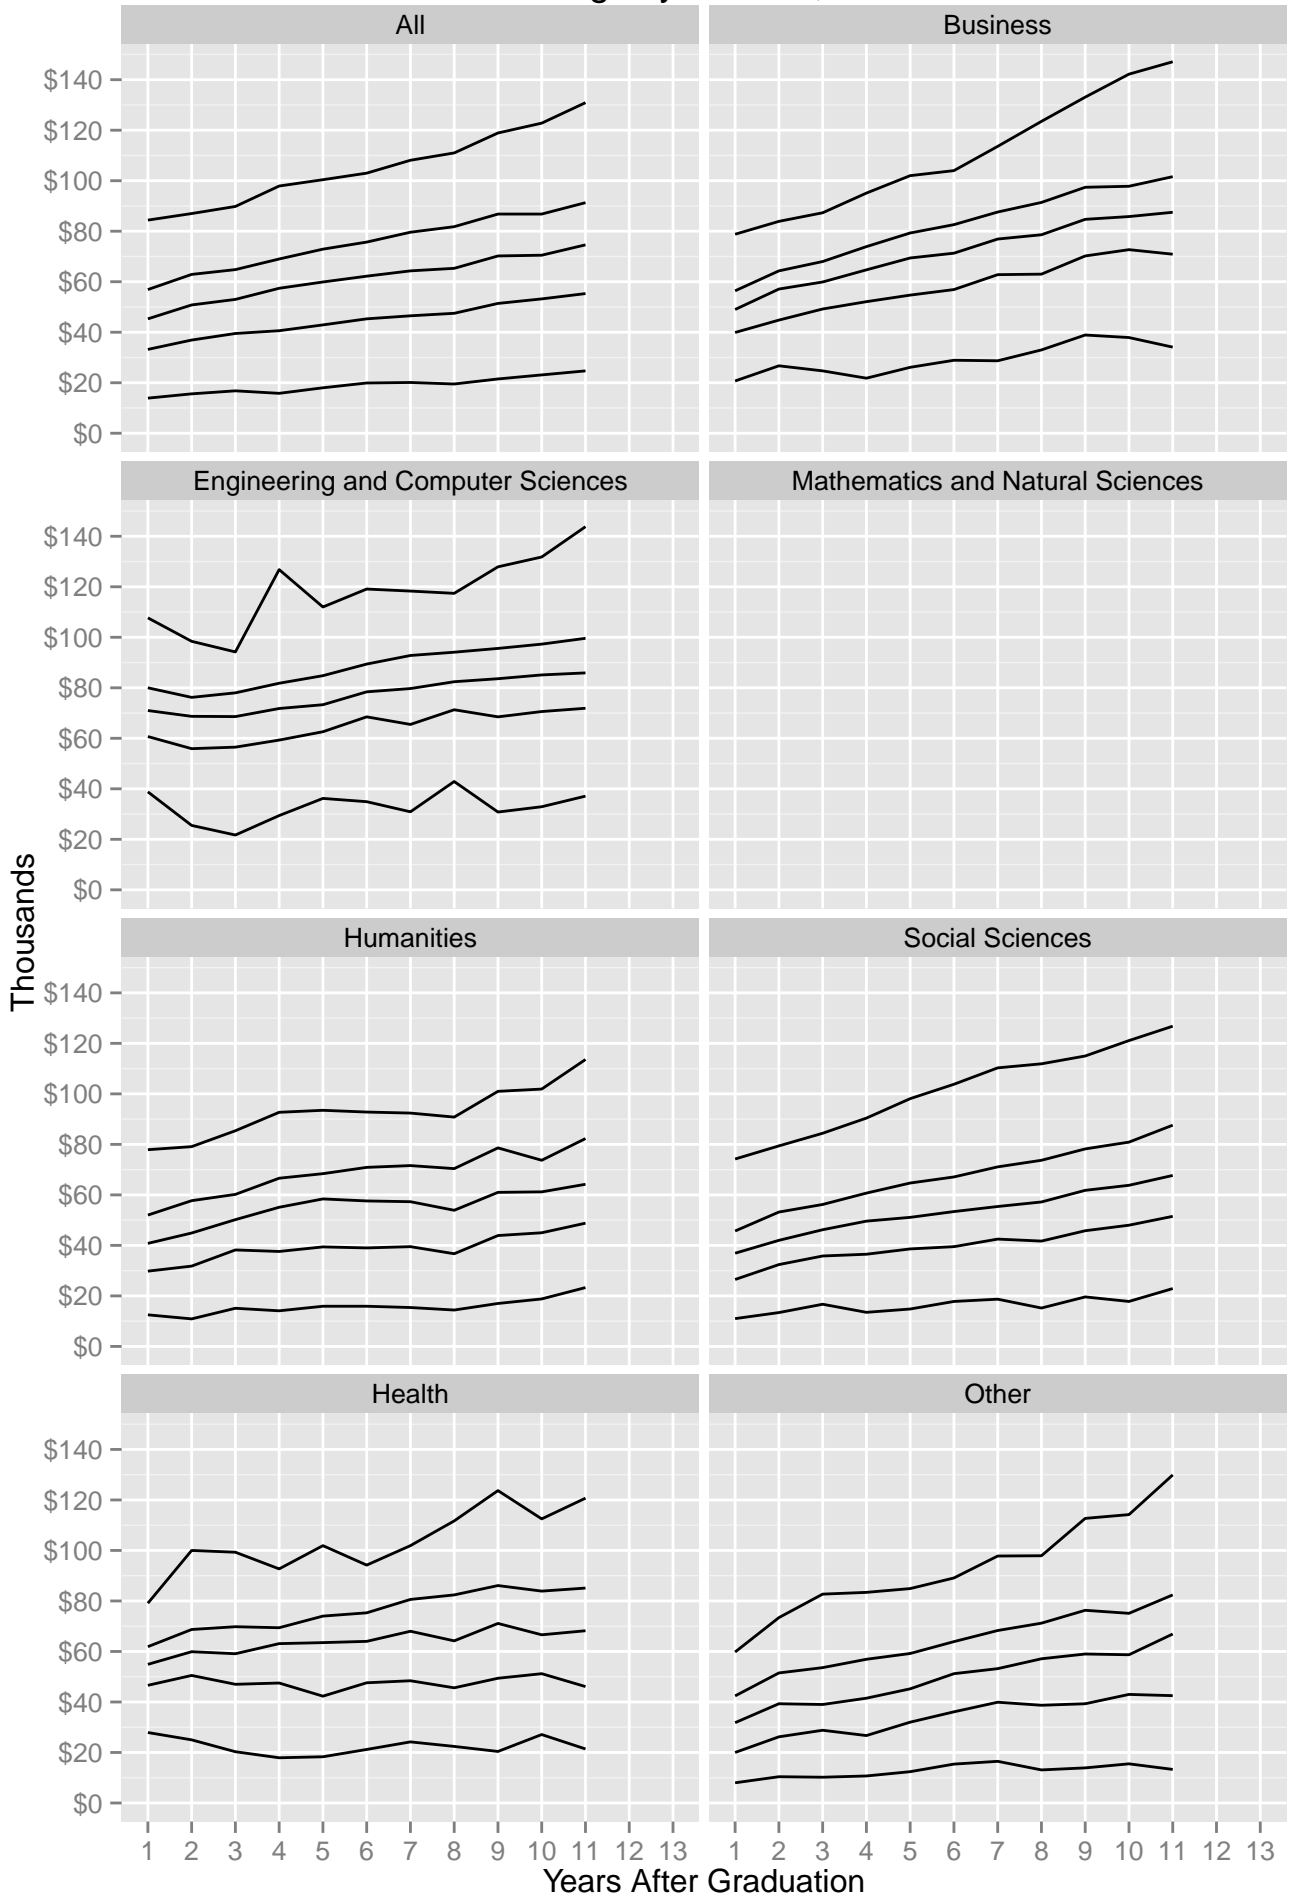 All
Business
$140
$120
$100
$80
$60
$40
$20
$0
Engineering and Computer Sciences
Mathematics and Natural Sciences
$140
$120
$100
$80
$60
$40
$20
$0
Thousands
Humanities
Social Sciences
$140
$120
$100
$80
$60
$40
$20
$0
Health
Other
$140
$120
$100
$80
$60
$40
$20
$0
1 2 3 4 5 6 7 8 9 10 11 12 13
1 2 3 4 5 6 7 8 9 10 11 12 13
Years After Graduation